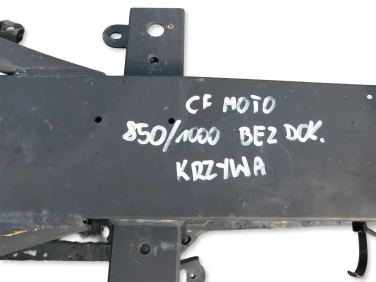 CF MOTO
850/1000 BEZ DOK.
KRZYWA